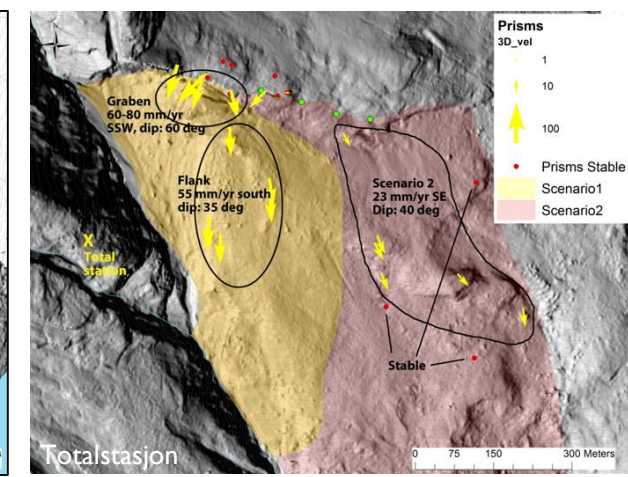 Prisms
3D_vel
1
10
100
Prisms Stable
Scenario1
Scenario2
Graben
60-80 mm/yr
SSW, dip: 60 deg
Flank
55 mm/yr south
dip: 35 deg
Scenario 2
23 mm/yr SE
Dip: 40 deg
X
Total
station
Stable
Totalstasjon
0 75 150 300 Meters